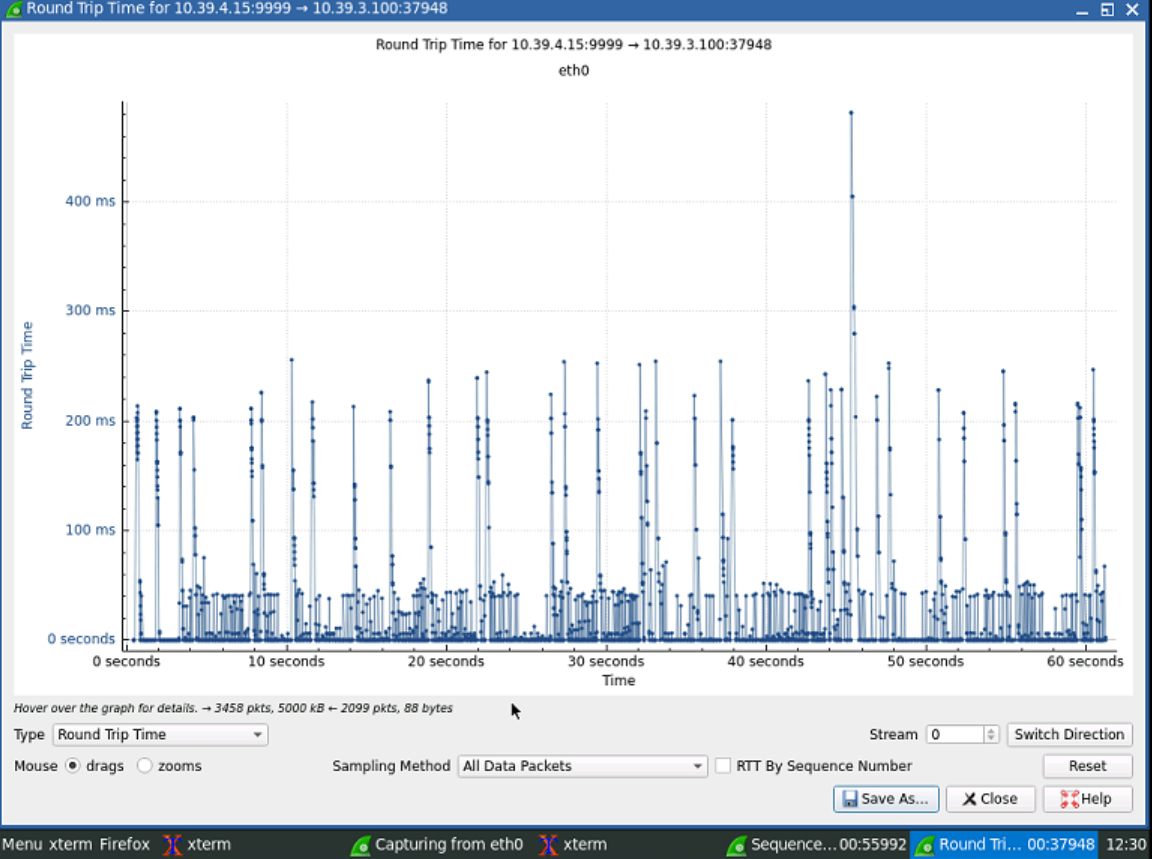 Round Trip Time for 10.39.4.15:9999 → 10.39.3.100:37948
Round Trip Time for 10.39.4.15:9999 → 10.39.3.100:37948
eth0
400 ms
300 ms
200 ms
100 ms
0 seconds
Round Trip Time
0 seconds 10 seconds 20 seconds 30 seconds 40 seconds 50 seconds 60 seconds
Time
Hover over the graph for details. → 3458 pkts, 5000 kB ← 2099 pkts, 88 bytes
Type Round Trip Time Stream 0 Switch Direction
Mouse drags zooms Sampling Method All Data Packets RTT By Sequence Number Reset
Save As... Close Help
Menu xterm Firefox xterm Capturing from eth0 xterm Sequence...00:55992 Round Tri... 00:37948 12:30